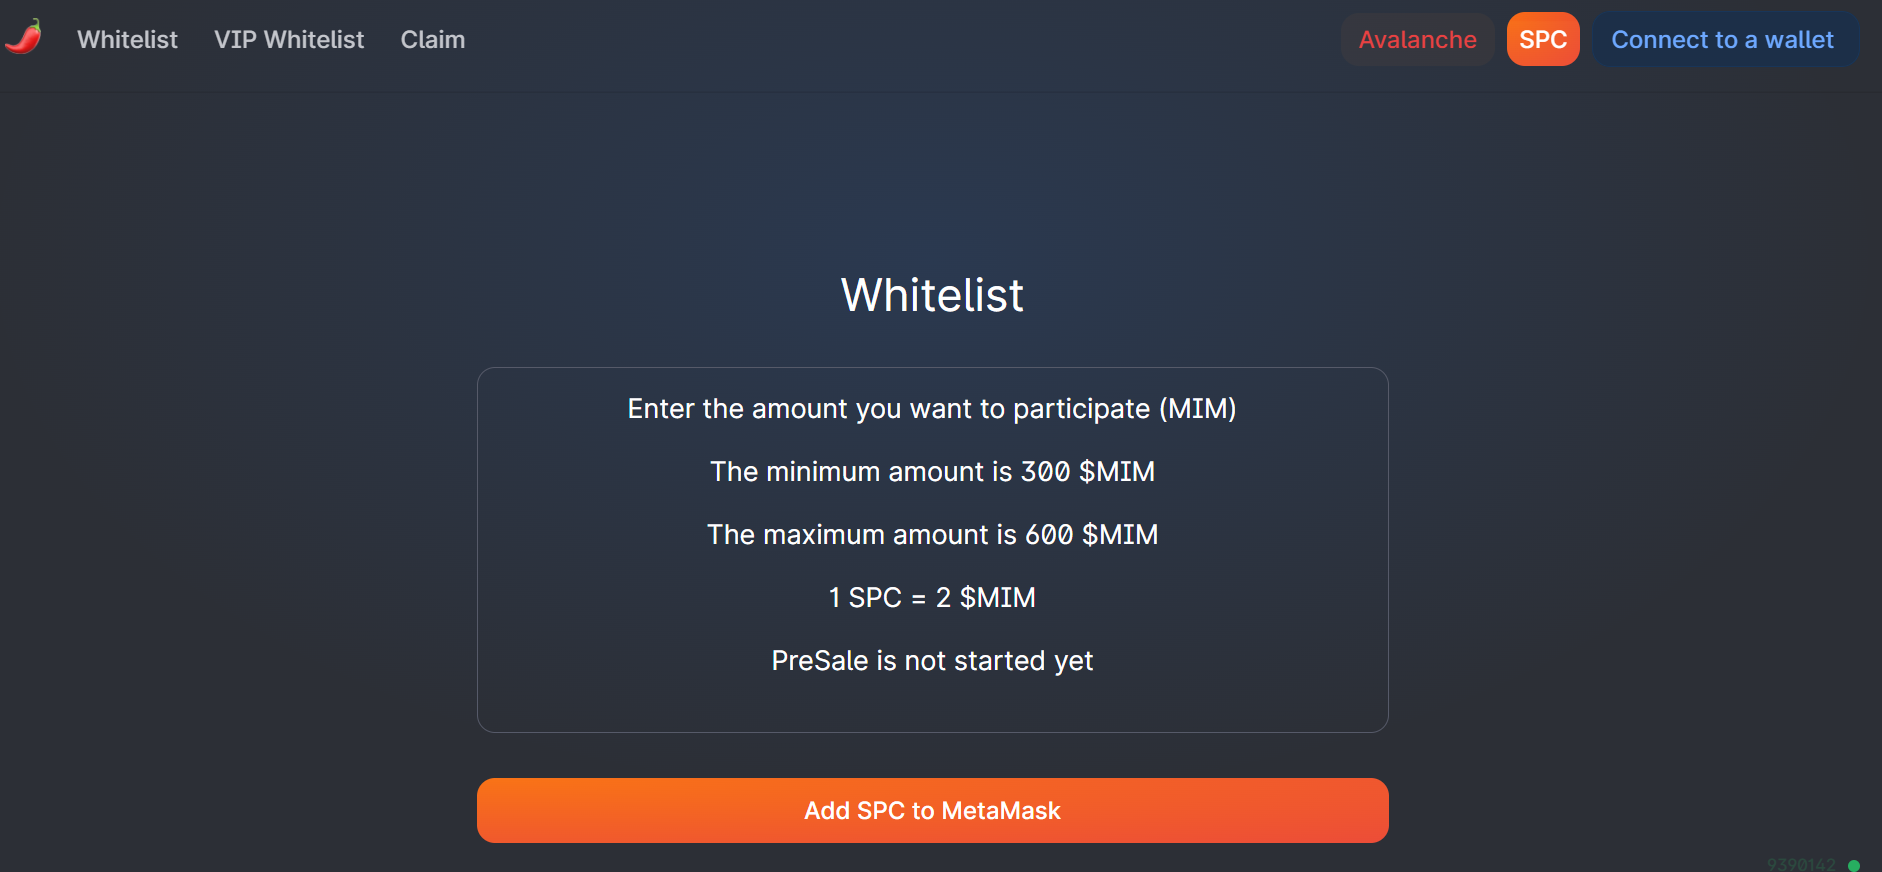 Whitelist VIP Whitelist Claim Avalanche SPC Connect to a wallet
Whitelist
Enter the amount you want to participate (MIM)
The minimum amount is 300 $MIM
The maximum amount is 600 $MIM
1 SPC = 2 $MIM
PreSale is not started yet
Add SPC to MetaMask
9390142